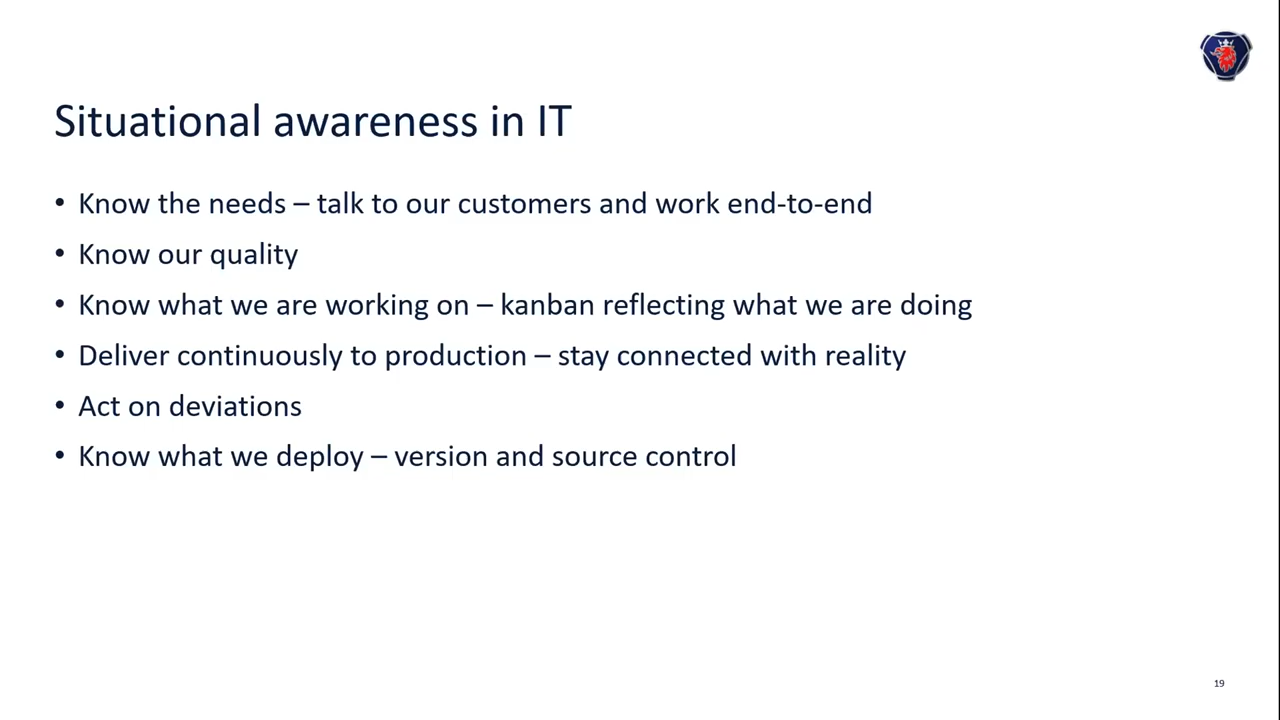 Situational awareness in IT
• Know the needs – talk to our customers and work end-to-end
• Know our quality
• Know what we are working on – kanban reflecting what we are doing
• Deliver continuously to production – stay connected with reality
• Act on deviations
• Know what we deploy – version and source control
19